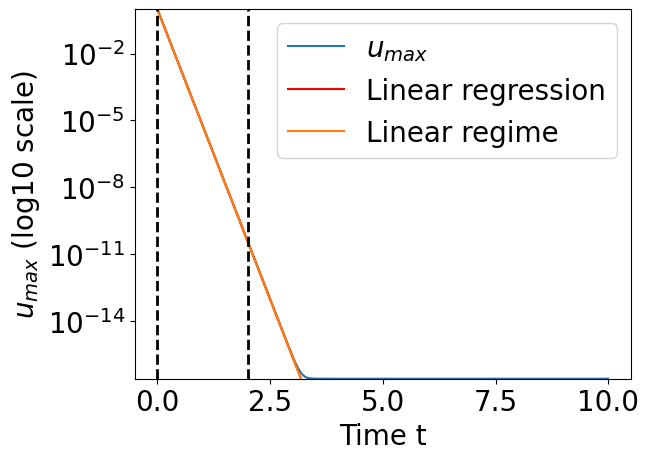 u_max
Linear regression
Linear regime
10⁻²
10⁻⁵
10⁻⁸
10⁻¹¹
10⁻¹⁴
u_max (log10 scale)
0.0 2.5 5.0 7.5 10.0
Time t